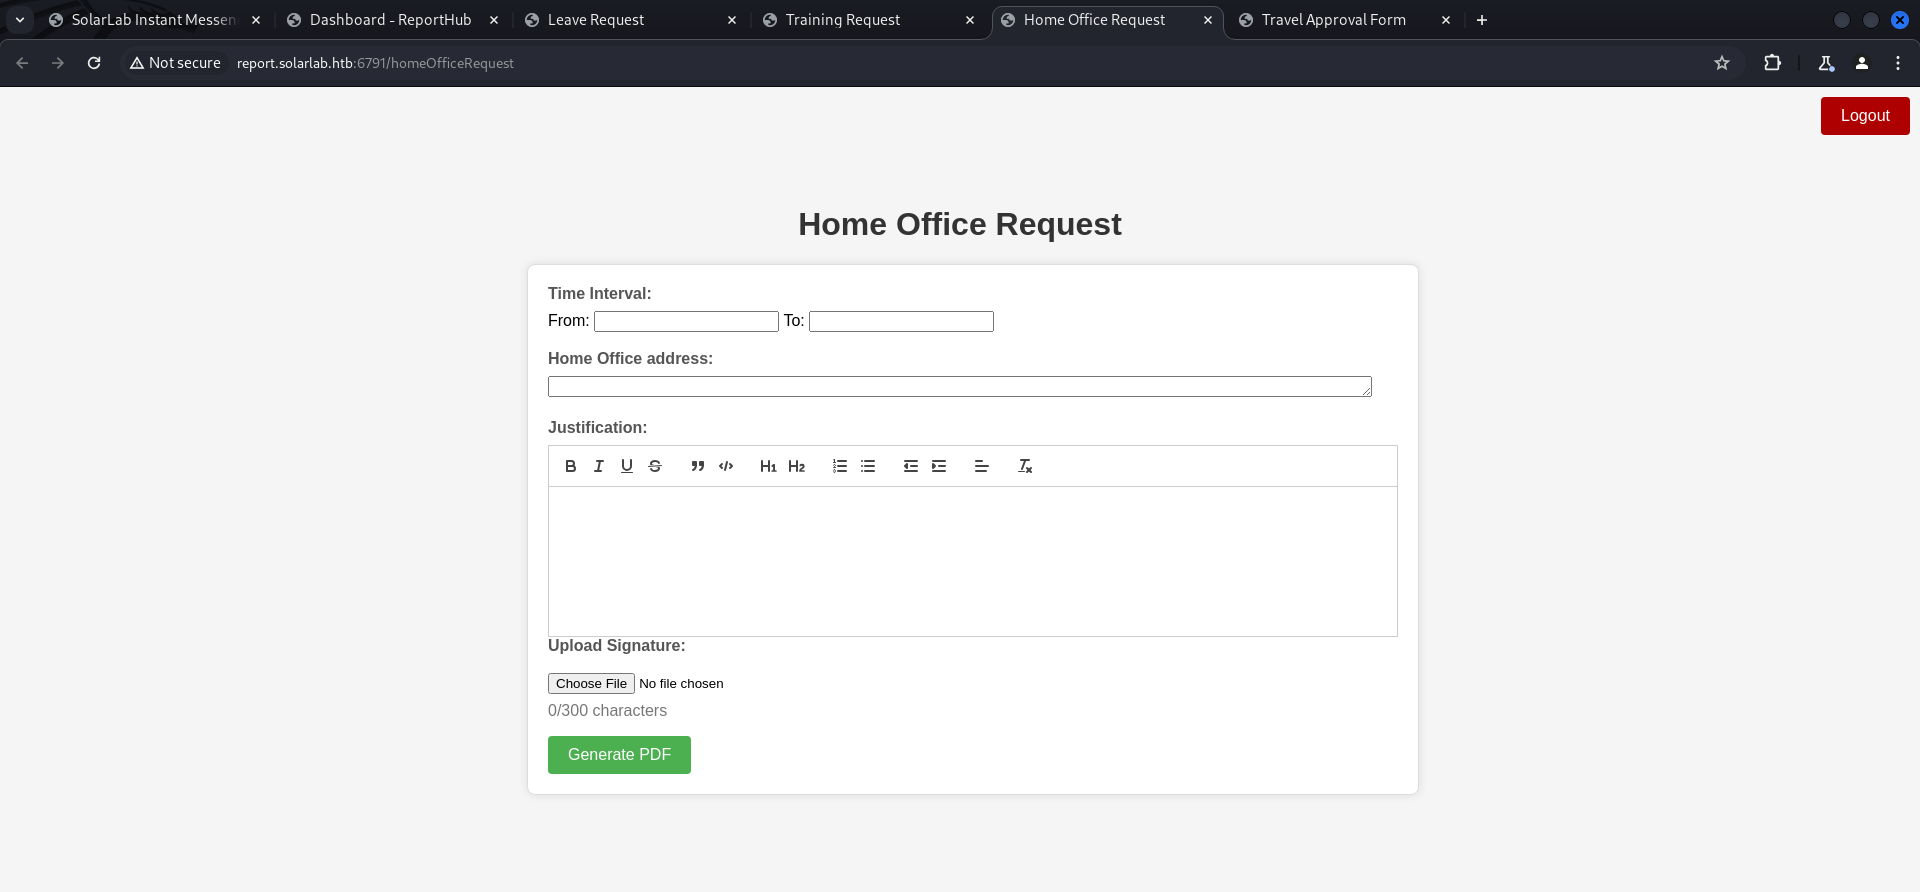 SolarLab Instant Messen
Dashboard - ReportHub
Leave Request
Training Request
Home Office Request
Travel Approval Form
Not secure
report.solarlab.htb:6791/homeOfficeRequest
Logout
Home Office Request
Time Interval:
From: To:
Home Office address:
Justification:
B I U S H1 H2
Upload Signature:
Choose File No file chosen
0/300 characters
Generate PDF